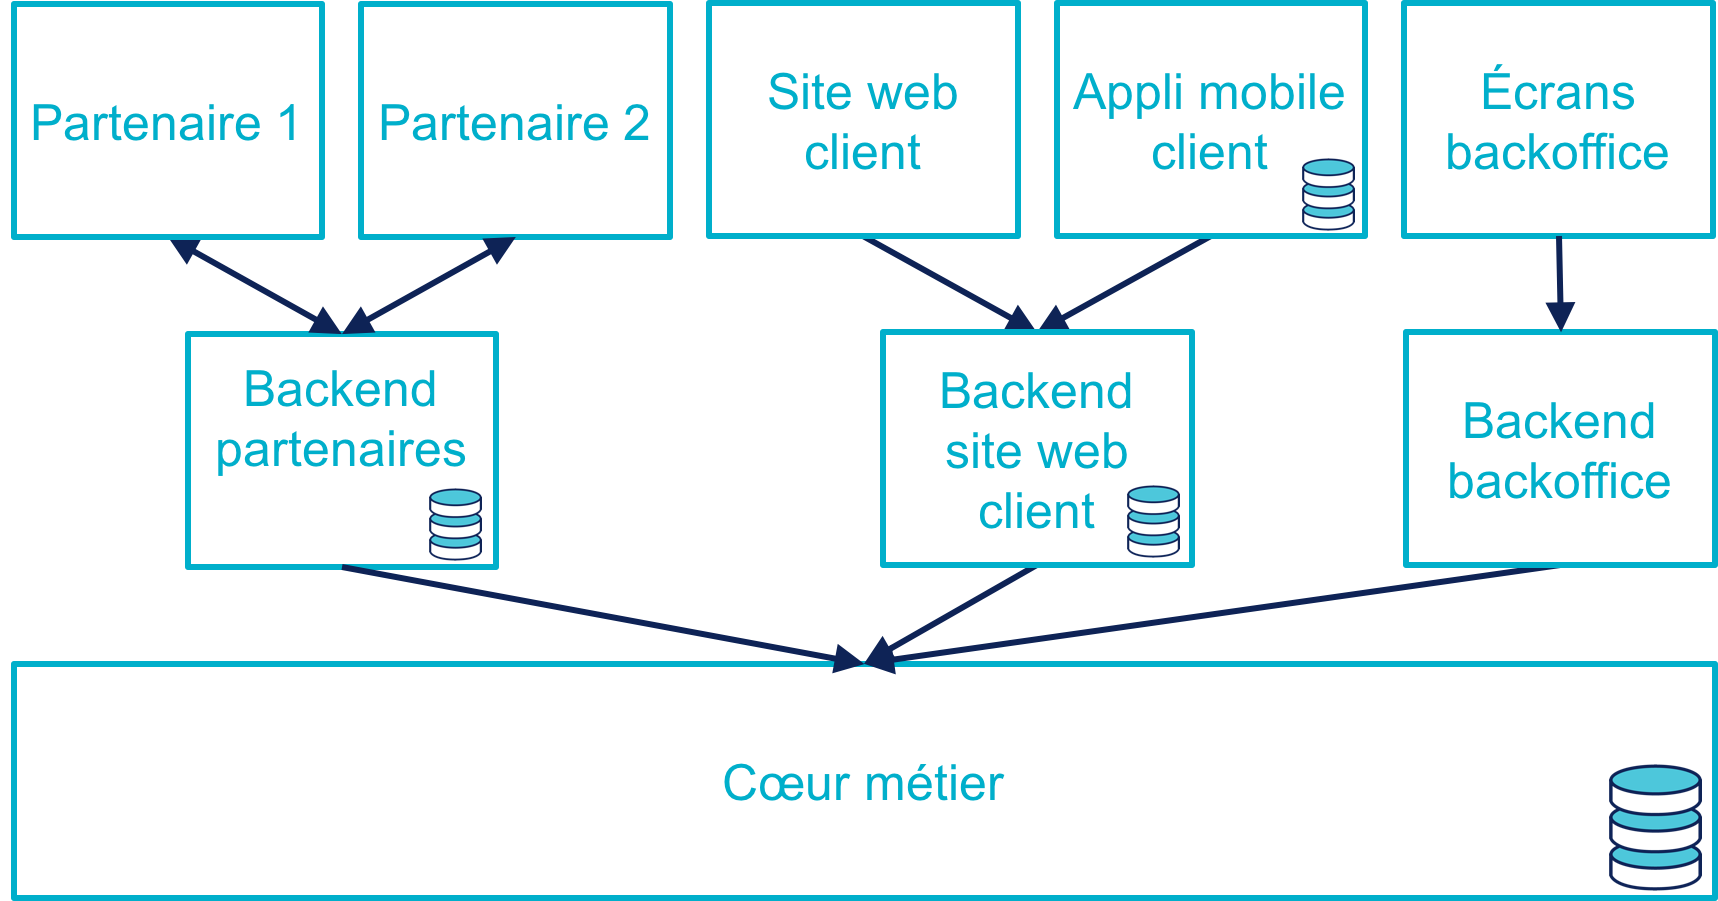 Partenaire 1
Partenaire 2
Site web
client
Appli mobile
client
Écrans
backoffice
Backend
partenaires
Backend
site web
client
Backend
backoffice
Cœur métier